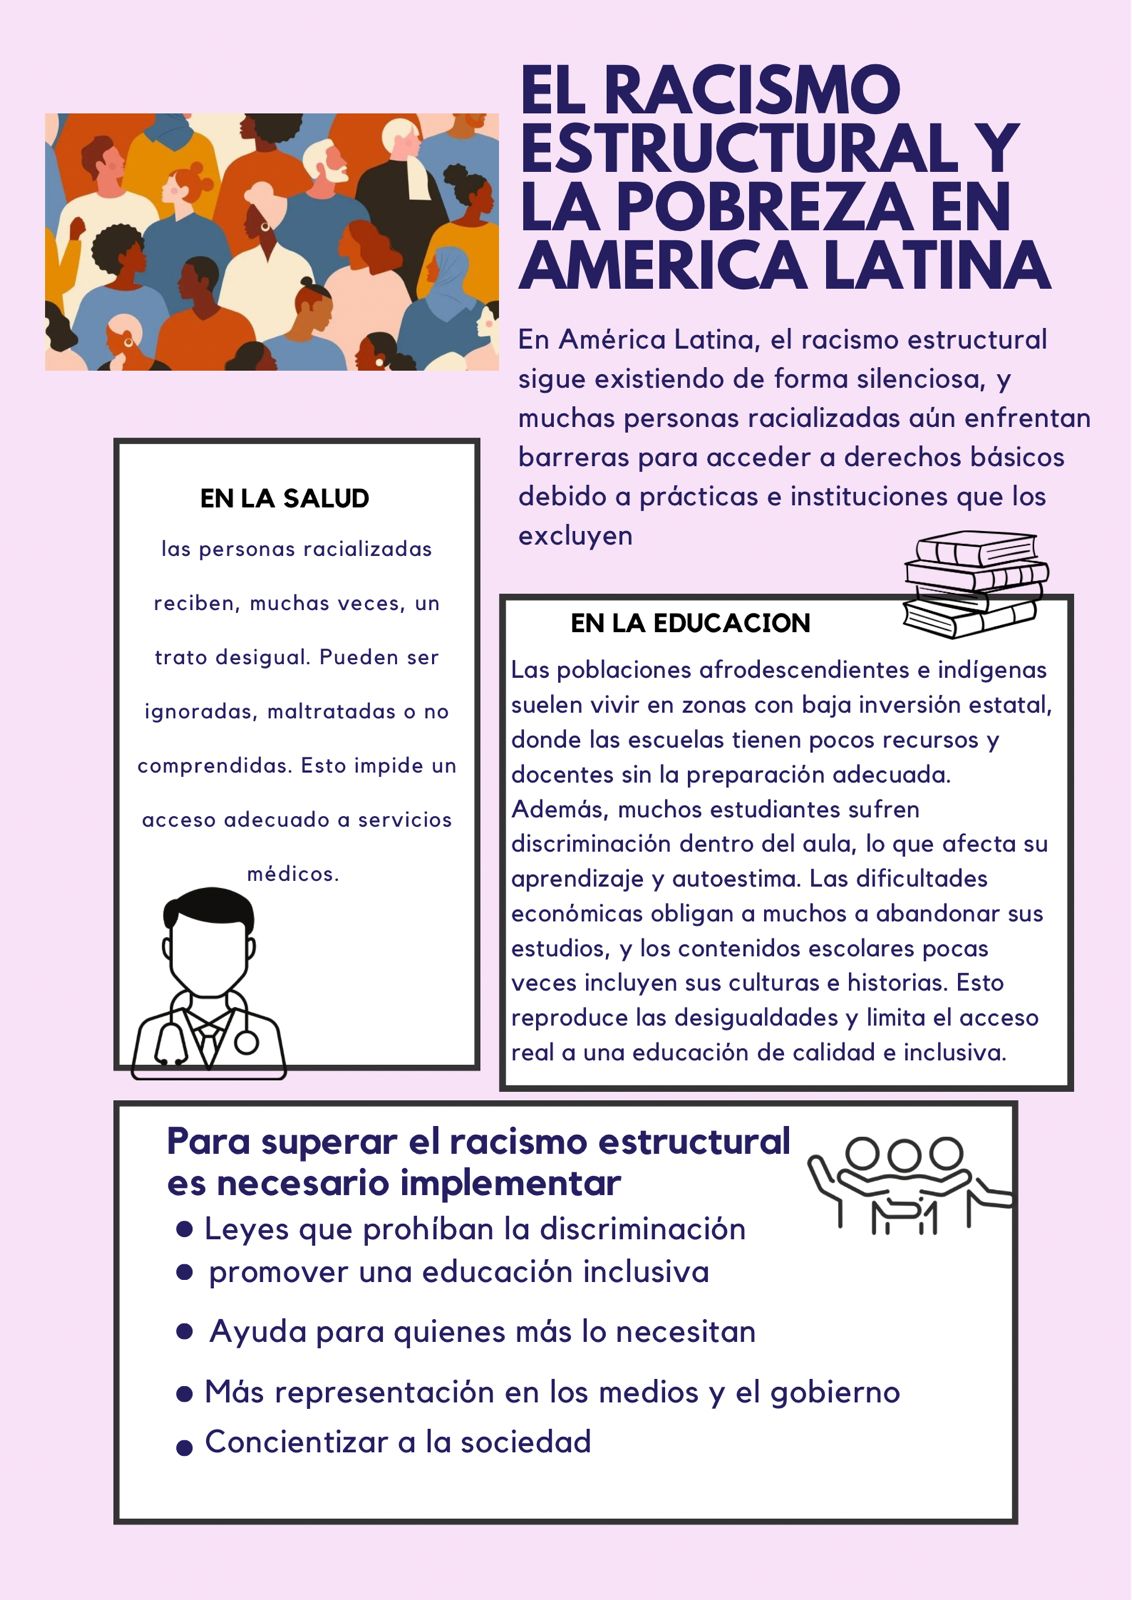 EL RACISMO
ESTRUCTURAL Y
LA POBREZA EN
AMERICA LATINA
En América Latina, el racismo estructural
sigue existiendo de forma silenciosa, y
muchas personas racializadas aún enfrentan
barreras para acceder a derechos básicos
debido a prácticas e instituciones que los
excluyen
EN LA SALUD
las personas racializadas
reciben, muchas veces, un
trato desigual. Pueden ser
ignoradas, maltratadas o no
comprendidas. Esto impide un
acceso adecuado a servicios
médicos.
EN LA EDUCACION
Las poblaciones afrodescendientes e indígenas
suelen vivir en zonas con baja inversión estatal,
donde las escuelas tienen pocos recursos y
docentes sin la preparación adecuada.
Además, muchos estudiantes sufren
discriminación dentro del aula, lo que afecta su
aprendizaje y autoestima. Las dificultades
económicas obligan a muchos a abandonar sus
estudios, y los contenidos escolares pocas
veces incluyen sus culturas e historias. Esto
reproduce las desigualdades y limita el acceso
real a una educación de calidad e inclusiva.
Para superar el racismo estructural
es necesario implementar
• Leyes que prohíban la discriminación
• promover una educación inclusiva
• Ayuda para quienes más lo necesitan
• Más representación en los medios y el gobierno
• Concientizar a la sociedad